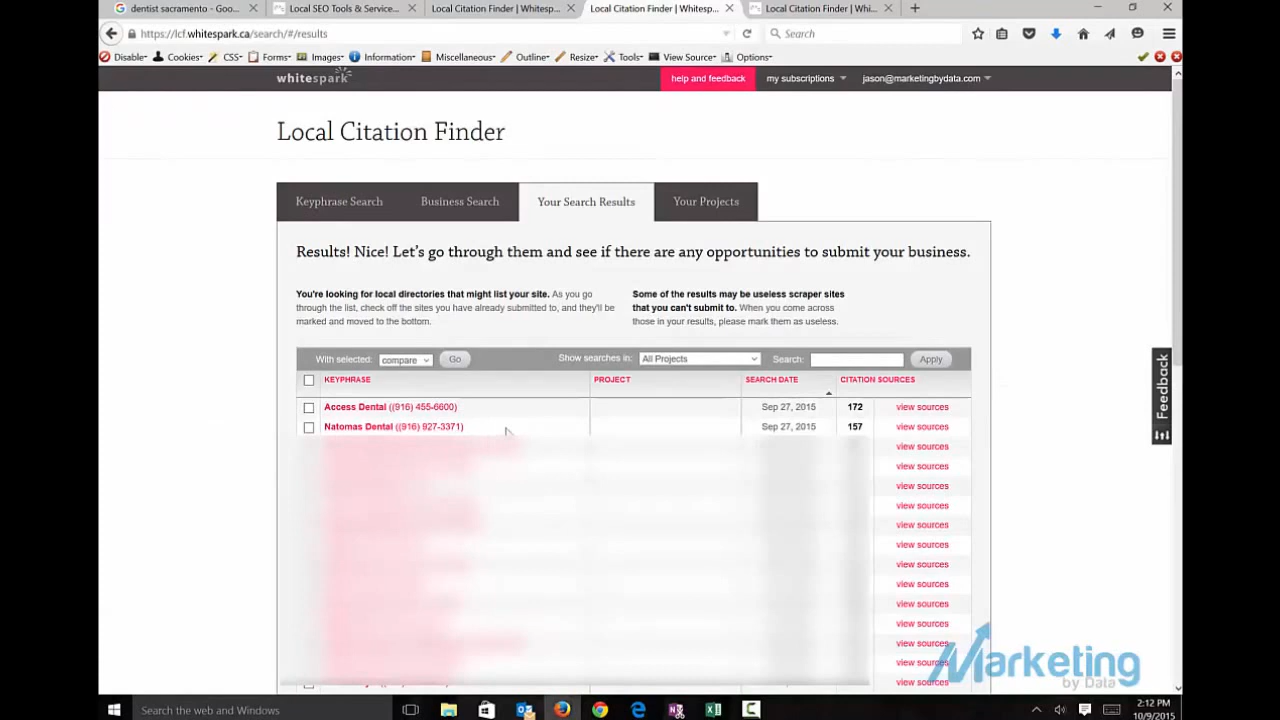 dentist sacramento - Goo...
Local SEO Tools & Service...
Local Citation Finder | Whitesp...
Local Citation Finder | Whitesp...
Local Citation Finder | Whi...
https://lcf.whitespark.ca/search/#/results
Search
Disable
Cookies
CSS
Forms
Images
Information
Miscellaneous
Outline
Resize
Tools
View Source
Options
whitespark
help and feedback
my subscriptions
jason@marketingbydata.com
Local Citation Finder
Keyphrase Search
Business Search
Your Search Results
Your Projects
Results! Nice! Let's go through them and see if there are any opportunities to submit your business.
You're looking for local directories that might list your site. As you go
through the list, check off the sites you have already submitted to, and they'll be
marked and moved to the bottom.
Some of the results may be useless scraper sites
that you can't submit to. When you come across
those in your results, please mark them as useless.
With selected: compare Go
Show searches in: All Projects
Search: Apply
KEYPHRASE PROJECT SEARCH DATE CITATION SOURCES
Access Dental ((916) 455-6600) Sep 27, 2015 172 view sources
Natomas Dental ((916) 927-3371) Sep 27, 2015 157 view sources
view sources
view sources
view sources
view sources
view sources
view sources
view sources
view sources
view sources
view sources
view sources
view sources
view sources
Feedback
Marketing
by Data
Search the web and Windows
2:12 PM
10/9/2015